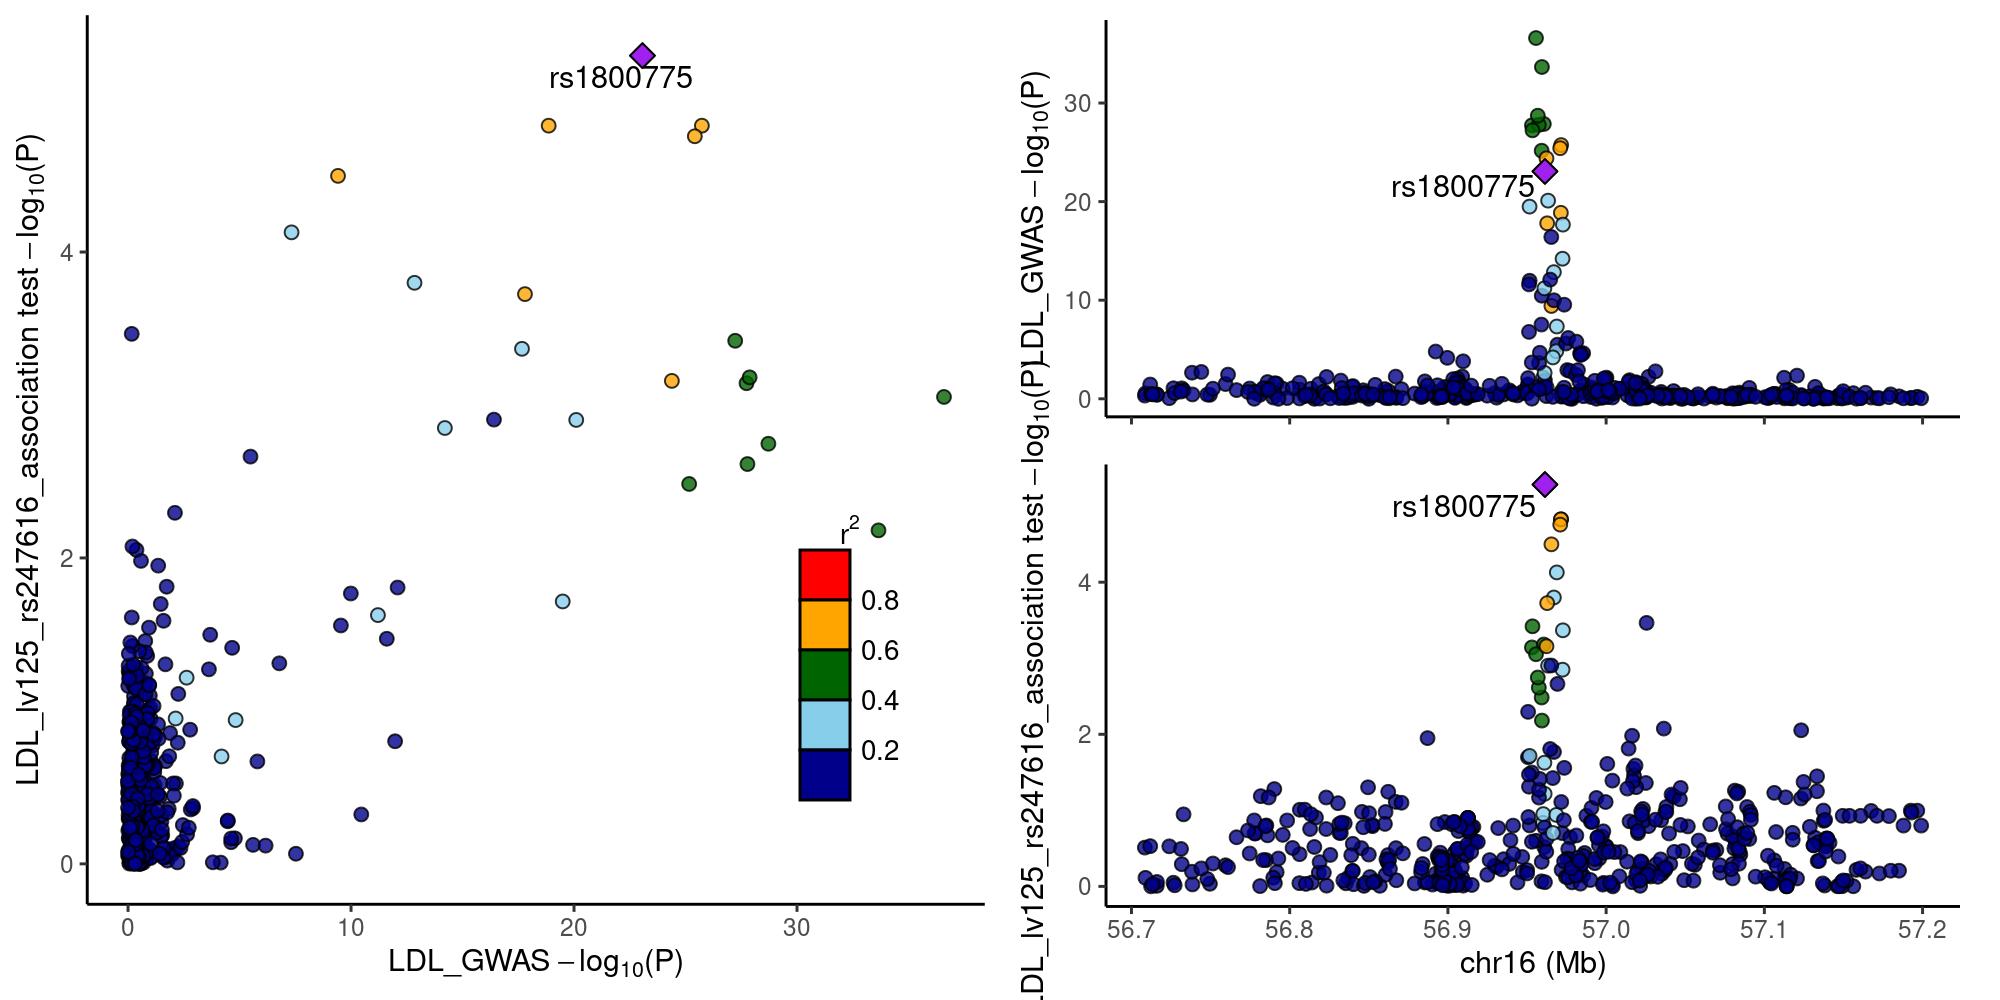 LDL_lv125_rs247616_association test −log10(P)
4
2
0
rs1800775
r2
0.8
0.6
0.4
0.2
0
10
20
30
LDL_GWAS −log10(P)
LDL_GWAS −log10(P)
30
20
10
0
rs1800775
LDL_lv125_rs247616_association test −log10(P)
4
2
0
rs1800775
56.7
56.8
56.9
57.0
57.1
57.2
chr16 (Mb)